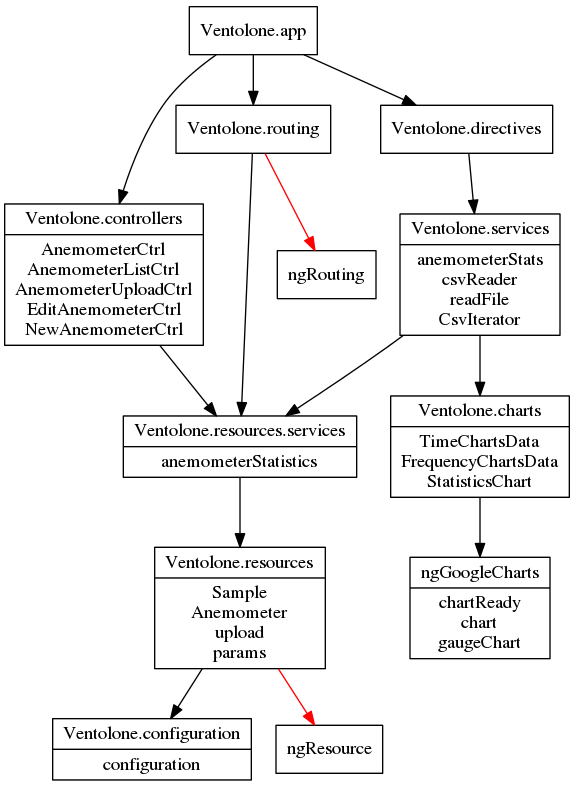 Ventolone.app
Ventolone.routing
Ventolone.directives
Ventolone.controllers
AnemometerCtrl
AnemometerListCtrl
AnemometerUploadCtrl
EditAnemometerCtrl
NewAnemometerCtrl
ngRouting
Ventolone.services
anemometerStats
csvReader
readFile
CsvIterator
Ventolone.resources.services
anemometerStatistics
Ventolone.charts
TimeChartsData
FrequencyChartsData
StatisticsChart
Ventolone.resources
Sample
Anemometer
upload
params
ngGoogleCharts
chartReady
chart
gaugeChart
Ventolone.configuration
configuration
ngResource